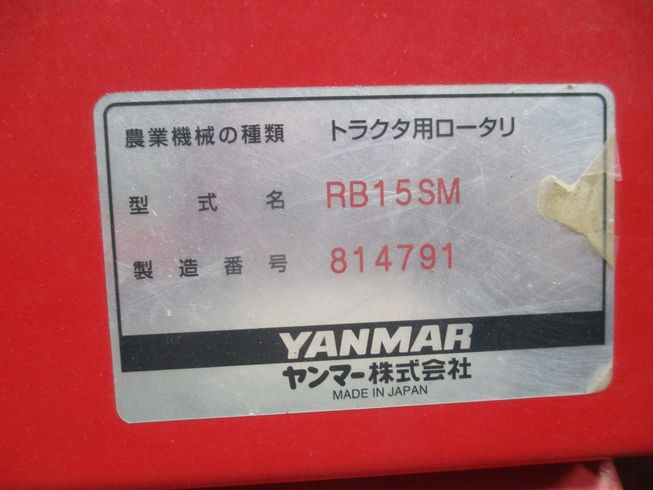 農業機械の種類 トラクタ用ロータリ
型式名 RB15SM
製造番号 814791
YANMAR
ヤンマー株式会社
MADE IN JAPAN